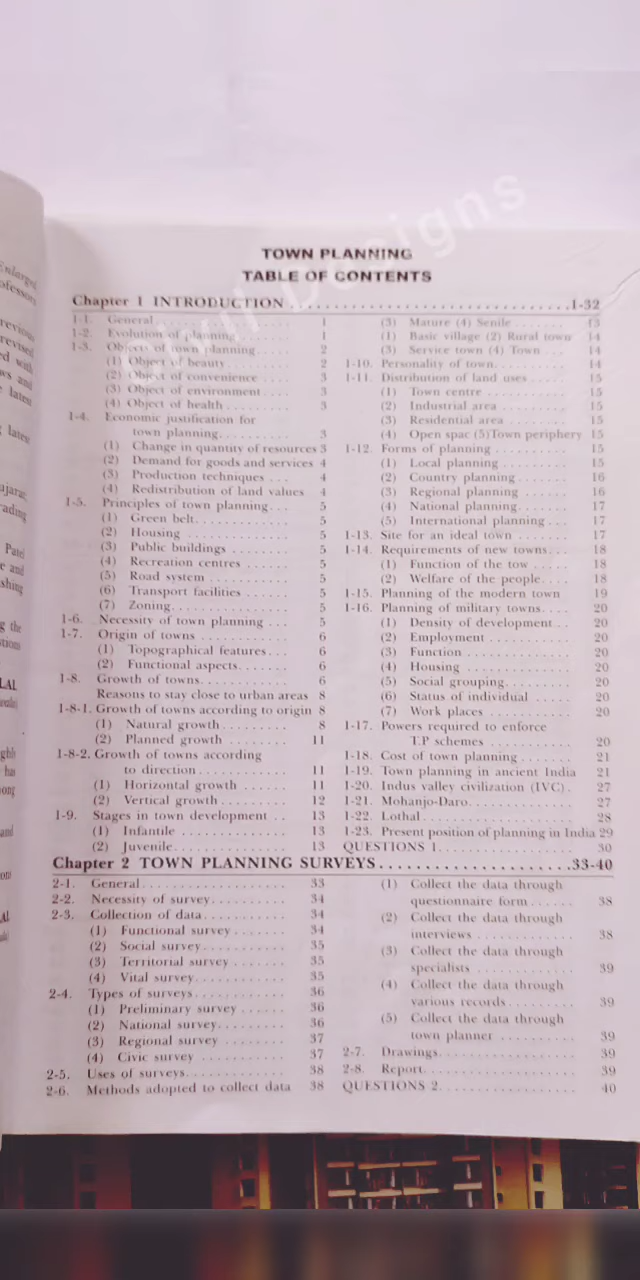 TOWN PLANNING
TABLE OF CONTENTS
Chapter 1 INTRODUCTION ..............................1-32
1-1. General................... 1
1-2. Evolution of planning....... 1
1-3. Objects of town planning..... 2
(1) Object of beauty ........ 2
(2) Object of convenience .... 3
(3) Object of environment .... 3
(4) Object of health ......... 3
1-4. Economic justification for
town planning.............. 3
(1) Change in quantity of resources 3
(2) Demand for goods and services 4
(3) Production techniques ... 4
(4) Redistribution of land values 4
1-5. Principles of town planning... 5
(1) Green belt............. 5
(2) Housing .............. 5
(3) Public buildings ........ 5
(4) Recreation centres ...... 5
(5) Road system ........... 5
(6) Transport facilities ...... 5
(7) Zoning................ 5
1-6. Necessity of town planning ... 5
1-7. Origin of towns ............ 6
(1) Topographical features... 6
(2) Functional aspects....... 6
1-8. Growth of towns............ 6
Reasons to stay close to urban areas 8
1-8-1. Growth of towns according to origin 8
(1) Natural growth ......... 8
(2) Planned growth ........ 11
1-8-2. Growth of towns according
to direction............. 11
(1) Horizontal growth ...... 11
(2) Vertical growth ......... 12
1-9. Stages in town development .. 13
(1) Infantile .............. 13
(2) Juvenile............... 13
(3) Mature (4) Senile ....... 13
(1) Basic village (2) Rural town 14
(3) Service town (4) Town .... 14
1-10. Personality of town.......... 14
1-11. Distribution of land uses...... 15
(1) Town centre ........... 15
(2) Industrial area ......... 15
(3) Residential area ........ 15
(4) Open spac (5)Town periphery 15
1-12. Forms of planning .......... 15
(1) Local planning ......... 15
(2) Country planning ....... 16
(3) Regional planning ...... 16
(4) National planning....... 17
(5) International planning ... 17
1-13. Site for an ideal town ....... 17
1-14. Requirements of new towns... 18
(1) Function of the tow ..... 18
(2) Welfare of the people.... 18
1-15. Planning of the modern town 19
1-16. Planning of military towns.... 20
(1) Density of development .. 20
(2) Employment ........... 20
(3) Function .............. 20
(4) Housing .............. 20
(5) Social grouping......... 20
(6) Status of individual ..... 20
(7) Work places ........... 20
1-17. Powers required to enforce
T.P schemes ........... 20
1-18. Cost of town planning ....... 21
1-19. Town planning in ancient India 21
1-20. Indus valley civilization (IVC). 27
1-21. Mohanjo-Daro............. 27
1-22. Lothal ................... 28
1-23. Present position of planning in India 29
QUESTIONS 1................. 30
Chapter 2 TOWN PLANNING SURVEYS....................33-40
2-1. General.................. 33
2-2. Necessity of survey......... 34
2-3. Collection of data .......... 34
(1) Functional survey ....... 34
(2) Social survey........... 35
(3) Territorial survey ....... 35
(4) Vital survey............ 35
2-4. Types of surveys............ 36
(1) Preliminary survey ...... 36
(2) National survey......... 36
(3) Regional survey ........ 37
(4) Civic survey ........... 37
2-5. Uses of surveys............. 38
2-6. Methods adopted to collect data 38
(1) Collect the data through
questionnaire form ...... 38
(2) Collect the data through
interviews ............. 38
(3) Collect the data through
specialists ............. 39
(4) Collect the data through
various records......... 39
(5) Collect the data through
town planner .......... 39
2-7. Drawings................. 39
2-8. Report................... 39
QUESTIONS 2................. 40